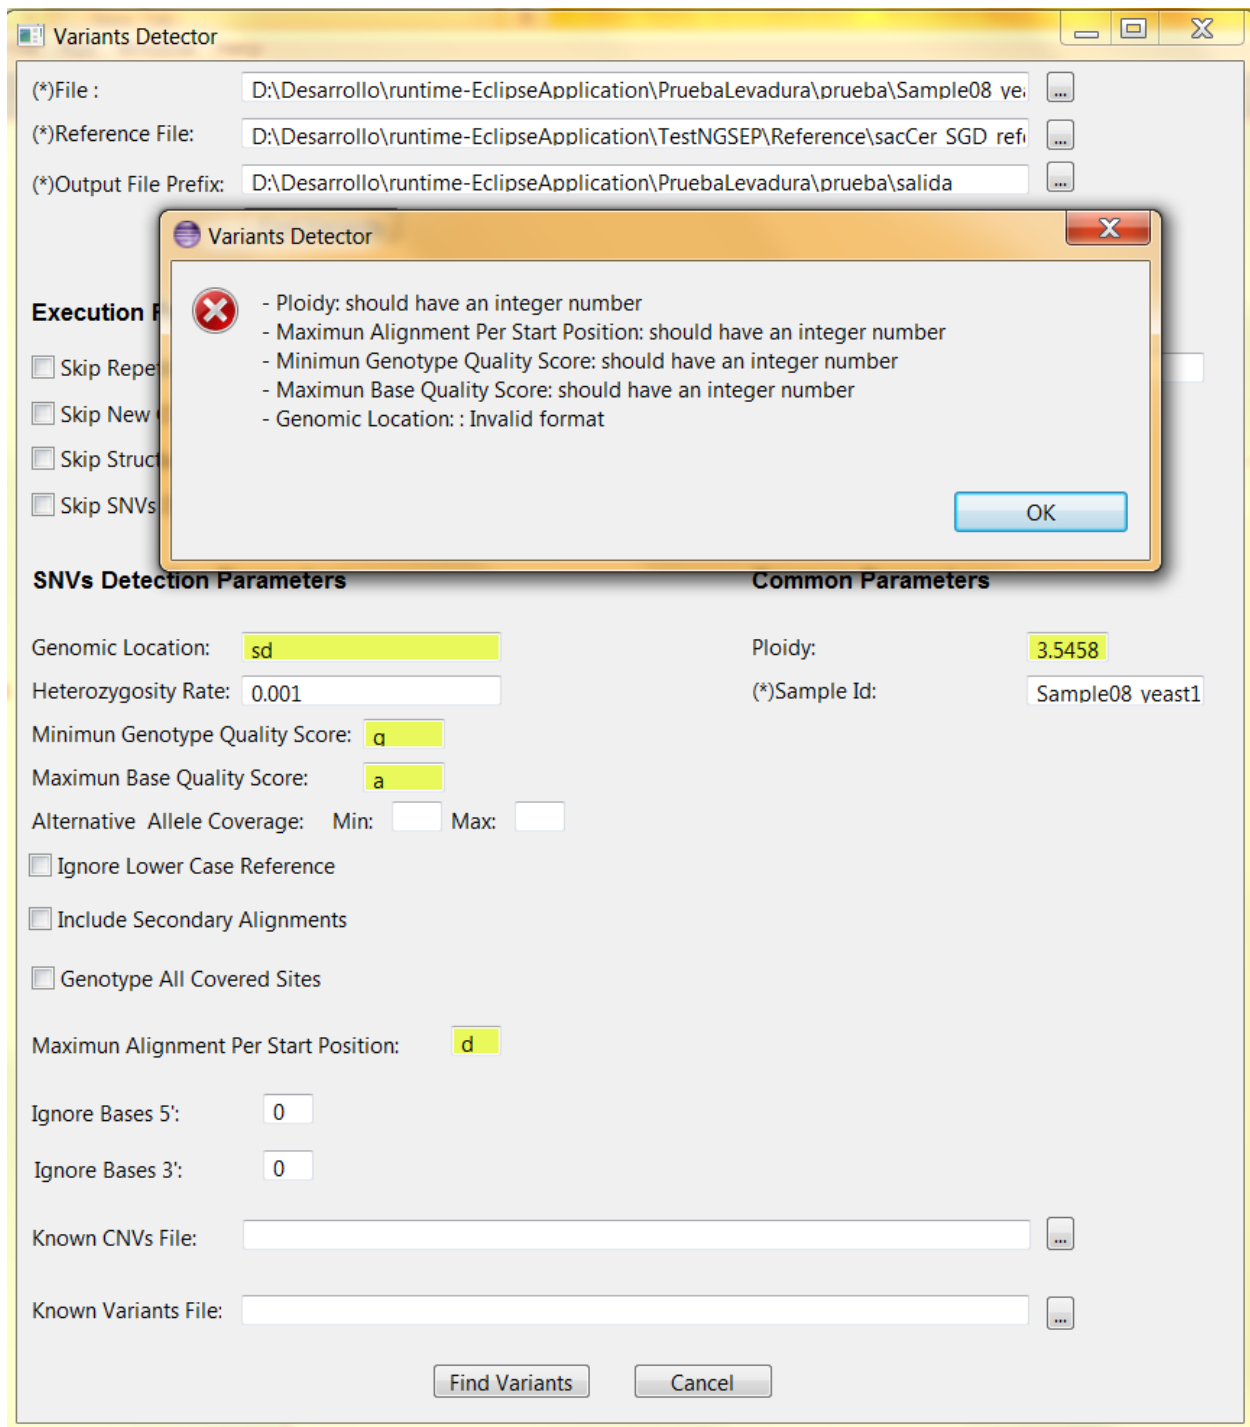 Variants Detector
(*)File :
D:\Desarrollo\runtime-EclipseApplication\PruebaLevadura\prueba\Sample08_ye
...
(*)Reference File:
D:\Desarrollo\runtime-EclipseApplication\TestNGSEP\Reference\sacCer_SGD_ref
...
(*)Output File Prefix:
D:\Desarrollo\runtime-EclipseApplication\PruebaLevadura\prueba\salida
...
Variants Detector
- Ploidy: should have an integer number
- Maximun Alignment Per Start Position: should have an integer number
- Minimun Genotype Quality Score: should have an integer number
- Maximun Base Quality Score: should have an integer number
- Genomic Location: : Invalid format
OK
Execution
Skip
Skip New
Skip
Skip SNVs
SNVs Detection Parameters
Common Parameters
Genomic Location: sd
Ploidy: 3.5458
Heterozygosity Rate: 0.001
(*)Sample Id: Sample08_yeast1
Minimun Genotype Quality Score: q
Maximun Base Quality Score: a
Alternative Allele Coverage: Min: Max:
Ignore Lower Case Reference
Include Secondary Alignments
Genotype All Covered Sites
Maximun Alignment Per Start Position: d
Ignore Bases 5': 0
Ignore Bases 3': 0
Known CNVs File: ...
Known Variants File: ...
Find Variants Cancel